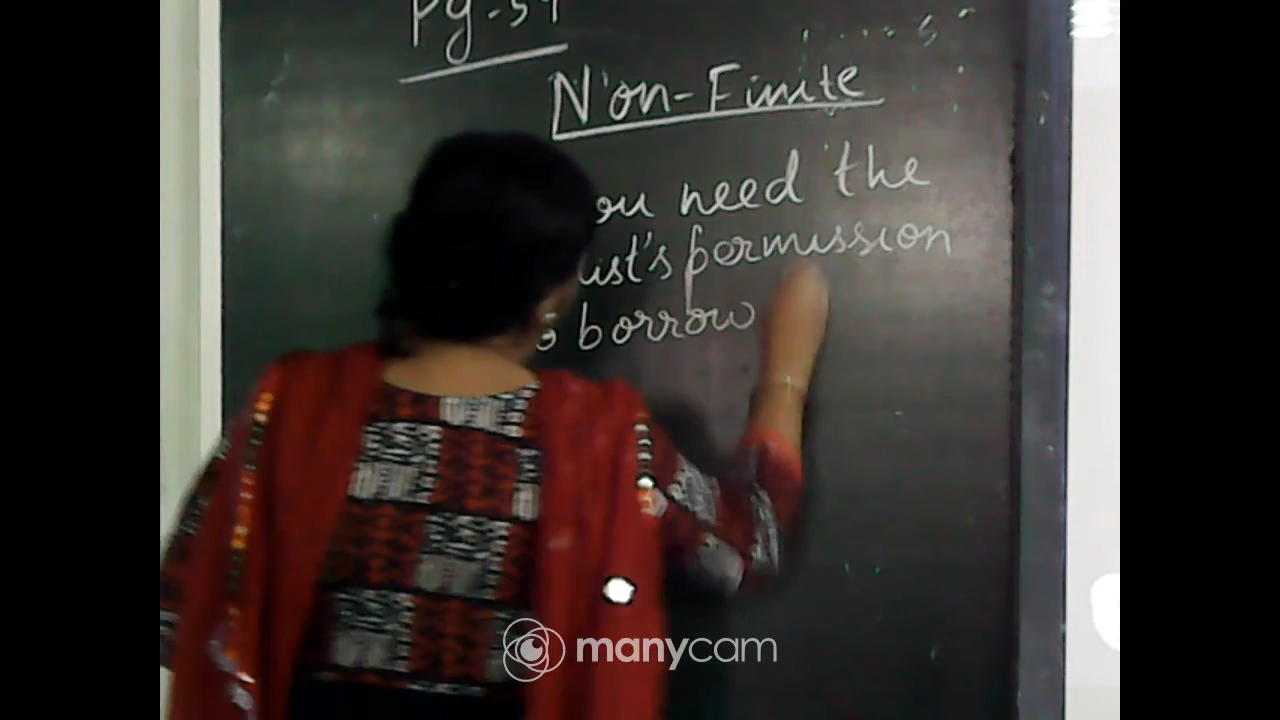 Pg-54
Non-Finite
ou need the
ist's permission
o borrow
manycam